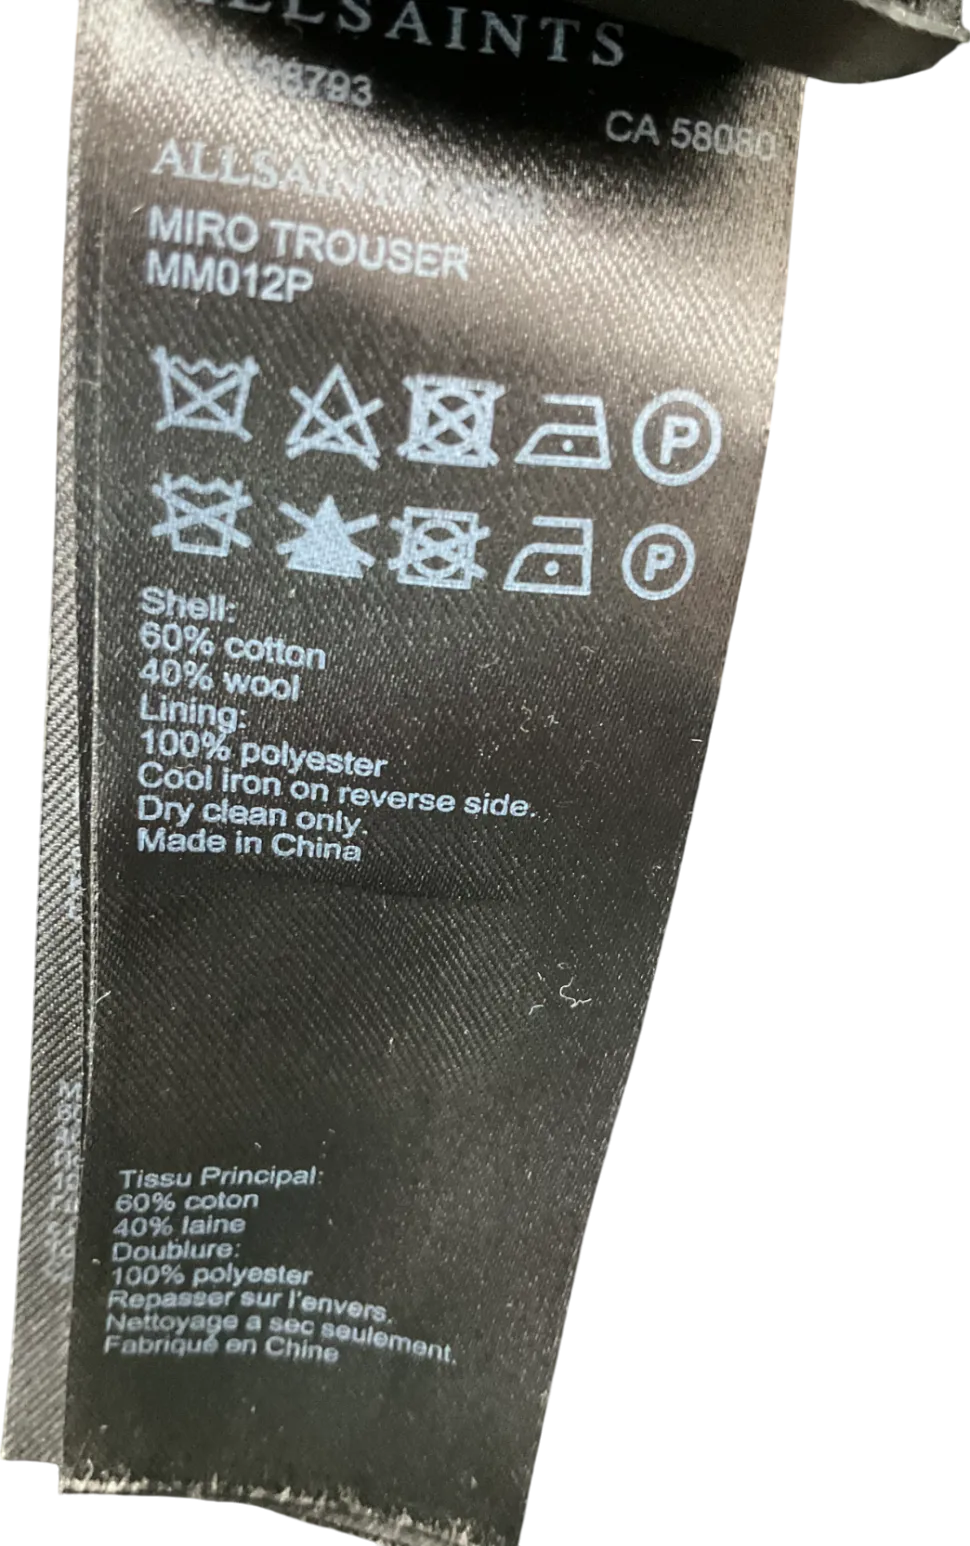 ALLSAINTS
CA 58080
ALLSAINTS
MIRO TROUSER
MM012P
P
P
Shell:
60% cotton
40% wool
Lining:
100% polyester
Cool iron on reverse side.
Dry clean only.
Made in China
Tissu Principal:
60% coton
40% laine
Doublure:
100% polyester
Repasser sur l'envers.
Nettoyage a sec seulement.
Fabriqué en Chine